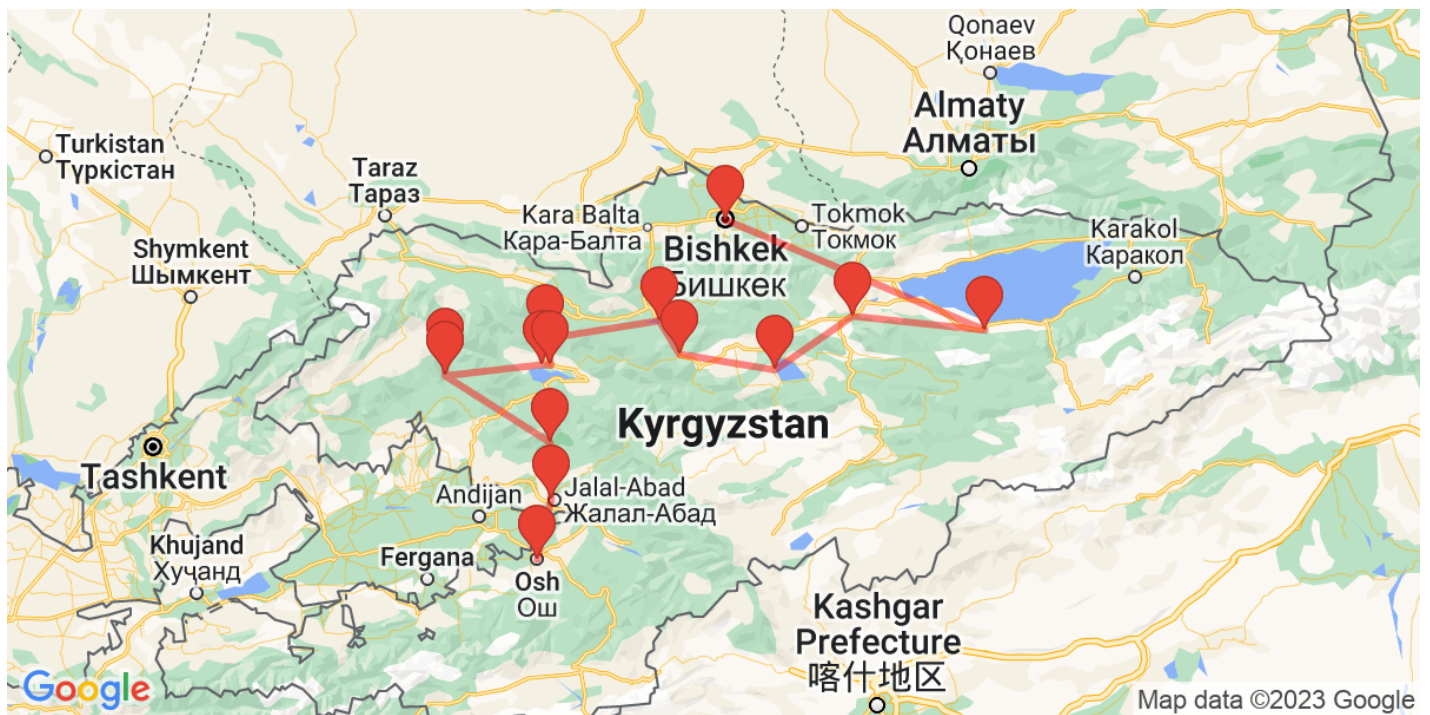 Qonaev
Қонаев
Almaty
Алматы
Turkistan
Түркістан
Taraz
Тараз
Kara Balta
Кара-Балта
Tokmok
Токмок
Bishkek
Бишкек
Karakol
Каракол
Shymkent
Шымкент
Kyrgyzstan
Tashkent
Andijan
Jalal-Abad
Жалал-Абад
Khujand
Хуҷанд
Fergana
Osh
Ош
Kashgar
Prefecture
喀什地区
Google
Map data ©2023 Google